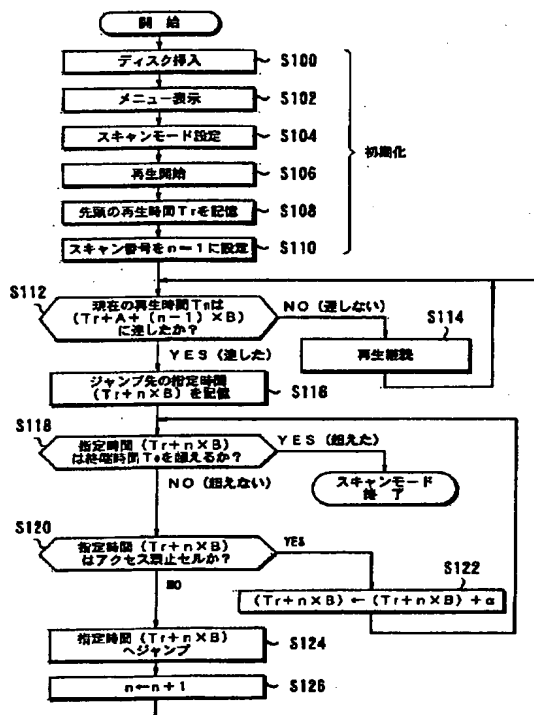 開 始
ディスク挿入
S100
メニュー表示
S102
スキャンモード設定
S104
再生開始
S106
先頭の再生時間Trを記憶
S108
スキャン番号をn−1に設定
S110
初期化
S112
現在の再生時間Tnは
(Tr+A+(n−1)×B)
に達したか?
NO(達しない)
S114
再生継続
YES(達した)
ジャンプ先の指定時間
(Tr+n×B)を記憶
S116
S118
指定時間(Tr+n×B)
は終端時間Teを超えるか?
YES(超えた)
スキャンモード
終 了
NO(超えない)
S120
指定時間(Tr+n×B)
はアクセス禁止セルか?
YES
S122
(Tr+n×B)←(Tr+n×B)+α
NO
指定時間(Tr+n×B)
へジャンプ
S124
n←n+1
S126